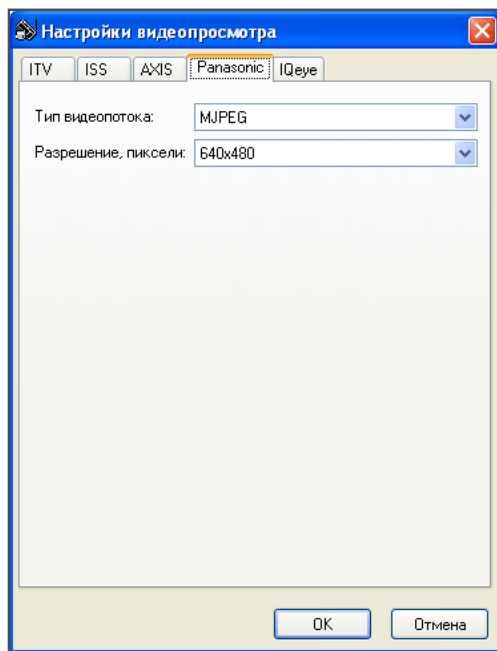 Настройки видеопросмотра
ITV ISS AXIS Panasonic IQeye
Тип видеопотока: MJPEG
Разрешение, пиксели: 640x480
OK Отмена